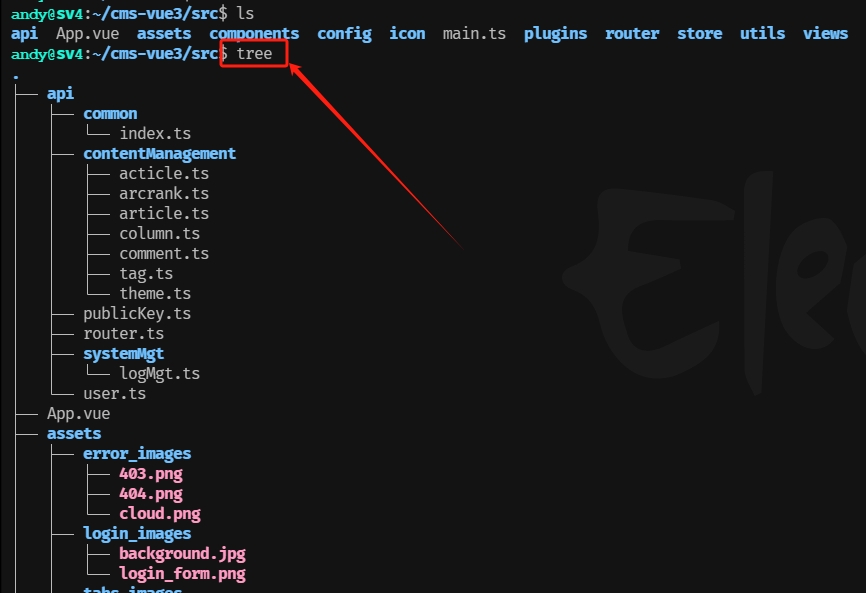 andy@sv4:~/cms-vue3/src$ ls
api  App.vue  assets  components  config  icon  main.ts  plugins  router  store  utils  views
andy@sv4:~/cms-vue3/src$ tree
.
├── api
│   ├── common
│   │   └── index.ts
│   ├── contentManagement
│   │   ├── acticle.ts
│   │   ├── arcrank.ts
│   │   ├── article.ts
│   │   ├── column.ts
│   │   ├── comment.ts
│   │   ├── tag.ts
│   │   └── theme.ts
│   ├── publicKey.ts
│   ├── router.ts
│   ├── systemMgt
│   │   └── logMgt.ts
│   └── user.ts
├── App.vue
├── assets
│   ├── error_images
│   │   ├── 403.png
│   │   ├── 404.png
│   │   └── cloud.png
│   ├── login_images
│   │   ├── background.jpg
│   │   └── login_form.png
│   ├── tabs_images